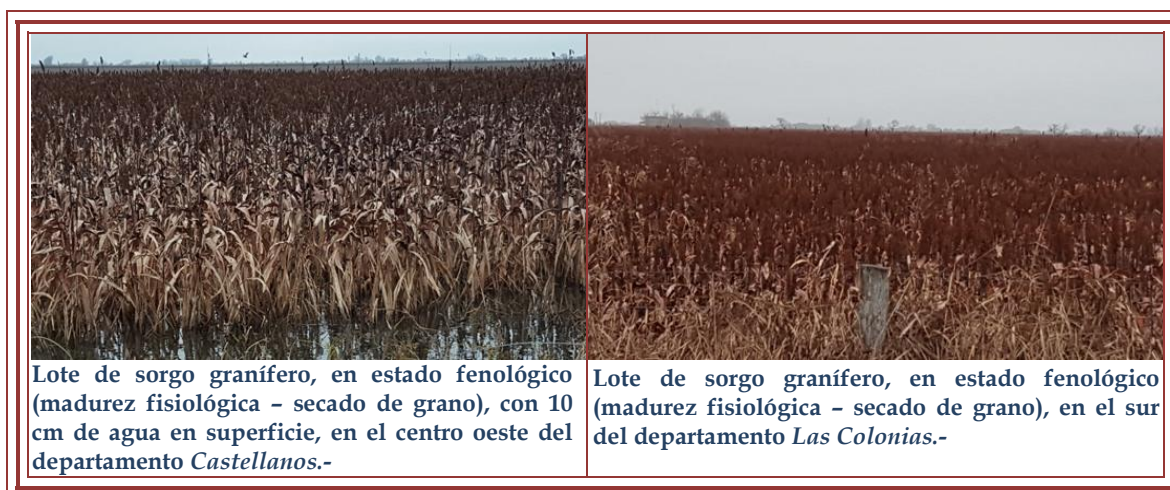 Lote de sorgo granífero, en estado fenológico
(madurez fisiológica – secado de grano), con 10
cm de agua en superficie, en el centro oeste del
departamento Castellanos.-
Lote de sorgo granífero, en estado fenológico
(madurez fisiológica – secado de grano), en el sur
del departamento Las Colonias.-